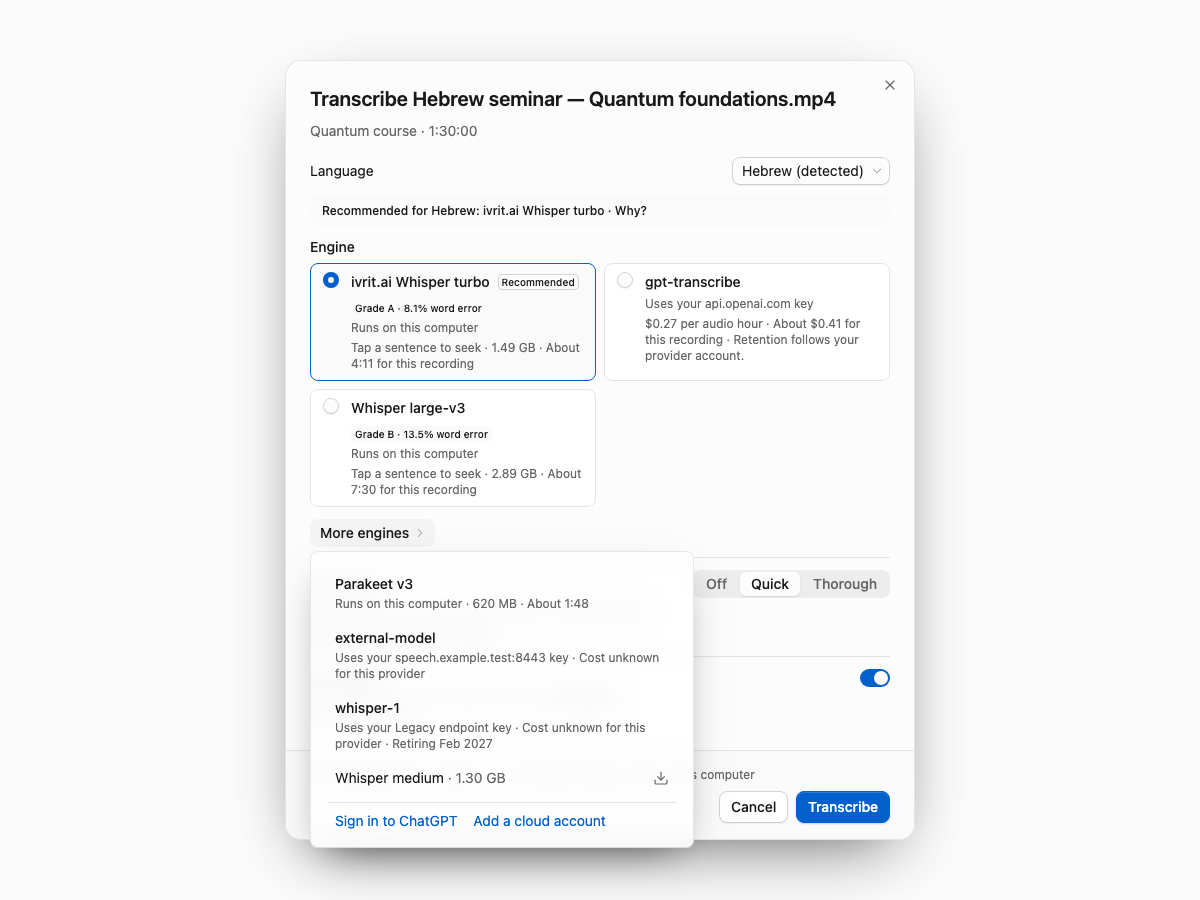 Transcribe Hebrew seminar — Quantum foundations.mp4
Quantum course · 1:30:00
Language
Hebrew (detected)
Recommended for Hebrew: ivrit.ai Whisper turbo · Why?
Engine
ivrit.ai Whisper turbo Recommended
Grade A · 8.1% word error
Runs on this computer
Tap a sentence to seek · 1.49 GB · About
4:11 for this recording
gpt-transcribe
Uses your api.openai.com key
$0.27 per audio hour · About $0.41 for
this recording · Retention follows your
provider account.
Whisper large-v3
Grade B · 13.5% word error
Runs on this computer
Tap a sentence to seek · 2.89 GB · About
7:30 for this recording
More engines
Parakeet v3
Runs on this computer · 620 MB · About 1:48
external-model
Uses your speech.example.test:8443 key · Cost unknown
for this provider
whisper-1
Uses your Legacy endpoint key · Cost unknown for this
provider · Retiring Feb 2027
Whisper medium · 1.30 GB
Sign in to ChatGPT Add a cloud account
Off Quick Thorough
computer
Cancel Transcribe